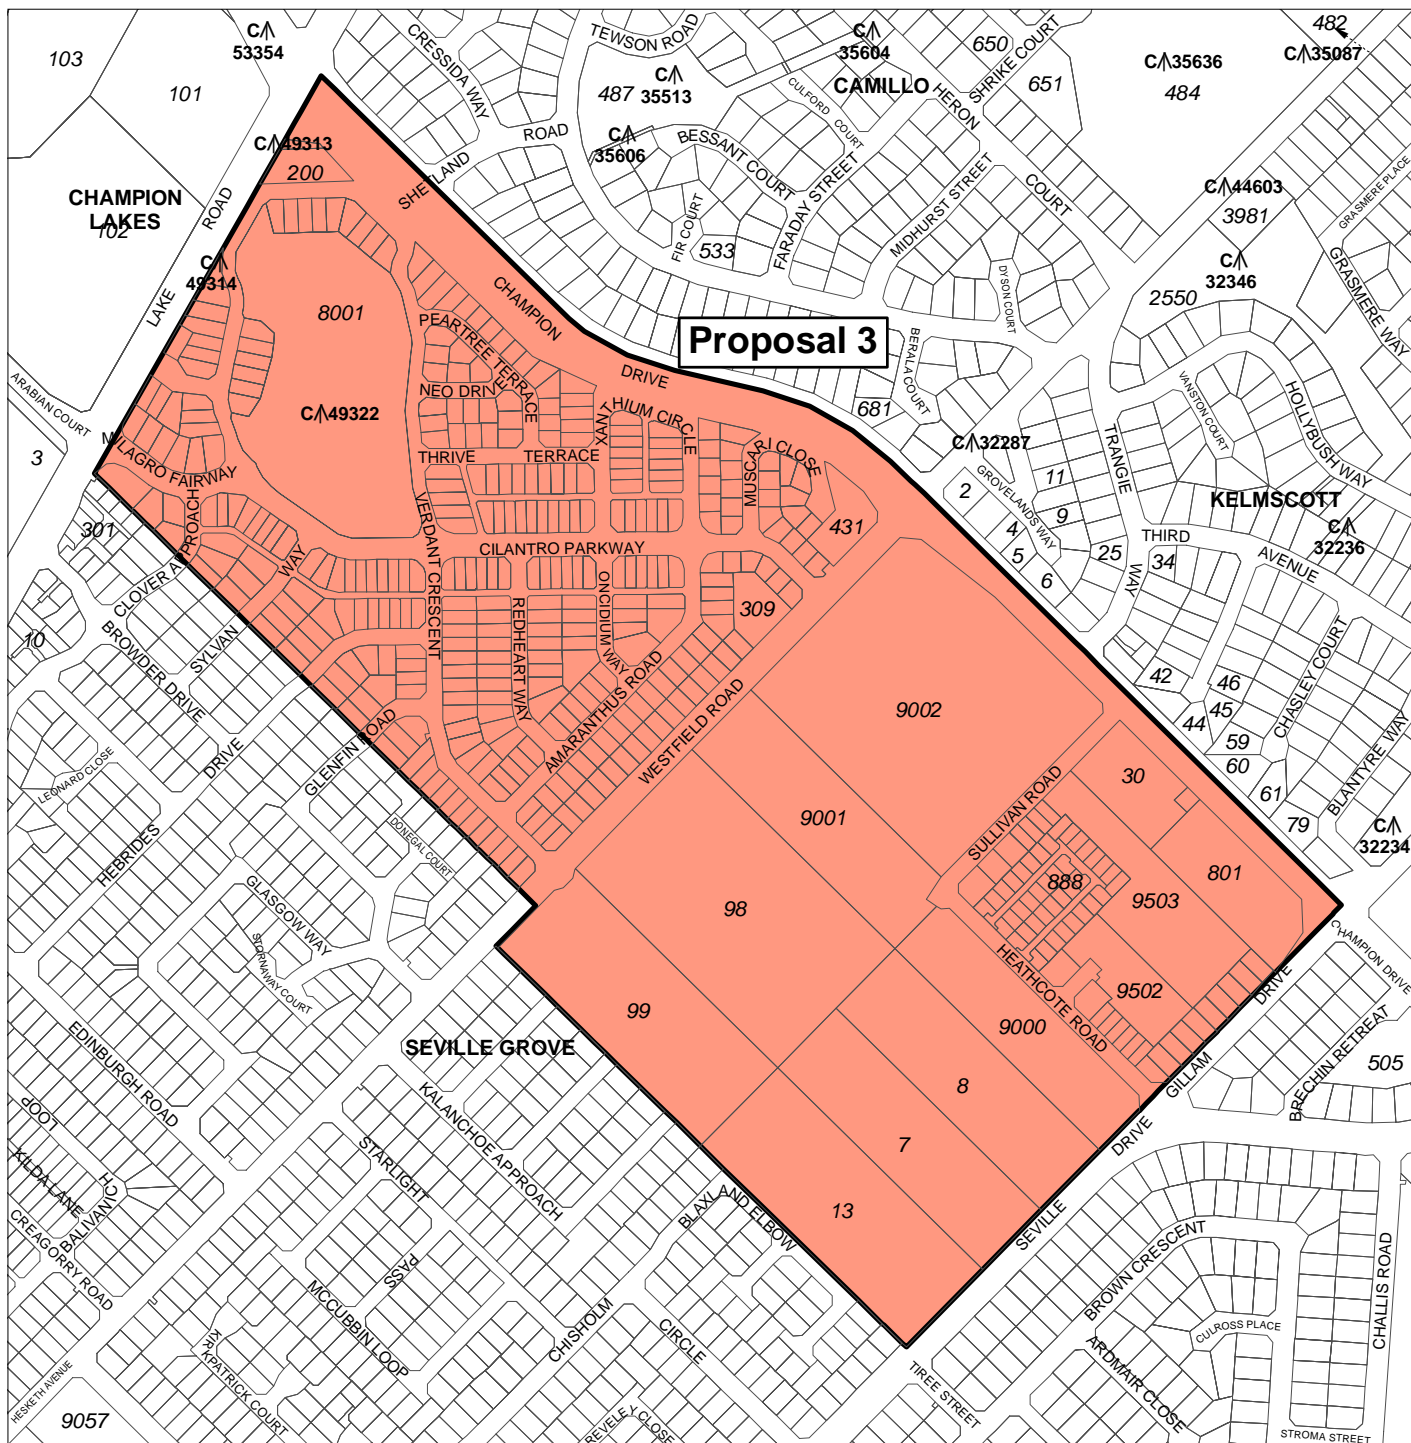 103
101
C 53354
CRESSIDA WAY
TEWSON ROAD
C 35604
650
SHRIKE COURT
482
C 35087
C 35636
484
651
CAMILLO
HERON
COURT
CULFORD COURT
487
C 35513
C 35606
BESSANT COURT
ROAD
SHETLAND
C 49313
200
CHAMPION
LAKES
102
LAKE
ROAD
C 49314
8001
FIR COURT
533
FARADAY STREET
MIDHURST STREET
C 44603
3981
GRASMERE PLACE
GRASMERE WAY
C 32346
2550
DYSON COURT
CHAMPION
DRIVE
Proposal 3
BERALA COURT
681
PEARTREE TERRACE
NEO DRIVE
C 49322
XANTHIUM CIRCLE
MUSCARI CLOSE
THRIVE
TERRACE
ARABIAN COURT
3
MILAGRO FAIRWAY
301
CLOVER APPROACH
VERDANT CRESCENT
CILANTRO PARKWAY
431
C 32287
GROVELANDS WAY
2
4
5
6
11
9
25
TRANGIE
WAY
VANSTON COURT
HOLLYBUSH WAY
KELMSCOTT
C 32236
THIRD
AVENUE
34
42
44
46
45
59
60
61
79
CHASLEY COURT
BLANTYRE WAY
C 32234
10
BROWDER DRIVE
SYLVAN
WAY
REDHEART WAY
ONCIDIUM WAY
309
AMARANTHUS ROAD
WESTFIELD ROAD
9002
9001
30
SULLIVAN ROAD
888
801
9503
9502
HEATHCOTE ROAD
9000
98
99
8
7
13
LEONARD CLOSE
HEBRIDES
DRIVE
GLENFIN ROAD
DONEGAL COURT
GLASGOW WAY
STORNAWAY COURT
SEVILLE GROVE
EDINBURGH ROAD
LOOP
KILDA LANE
BALIVANICH
CREAGORRY ROAD
KALANCHOE APPROACH
STARLIGHT
PASS
MCCUBBIN LOOP
KIRKPATRICK COURT
HESKETH AVENUE
9057
BLAXLAND ELBOW
CHISHOLM
CIRCLE
REVELEY CLOSE
TIREE STREET
SEVILLE
DRIVE
GILLAM
DRIVE
CHAMPION DRIVE
BRECHIN RETREAT
505
BROWN CRESCENT
CULROSS PLACE
ARDMAIR CLOSE
CHALLIS ROAD
STROMA STREET